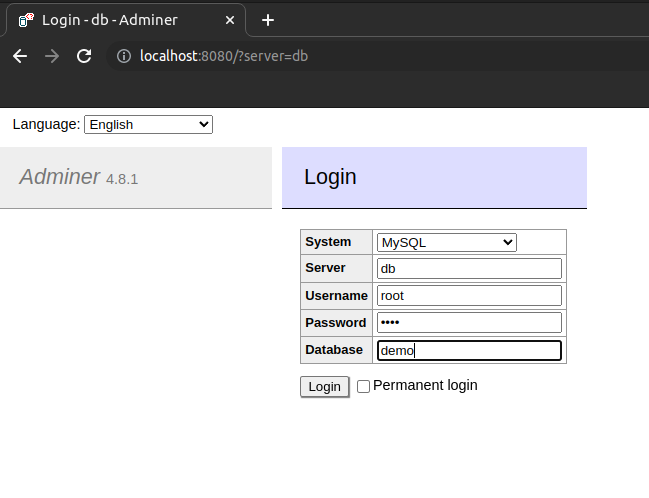 Login - db - Adminer
localhost:8080/?server=db
Language: English
Adminer 4.8.1
Login
System MySQL
Server db
Username root
Password ••••
Database demo
Login Permanent login